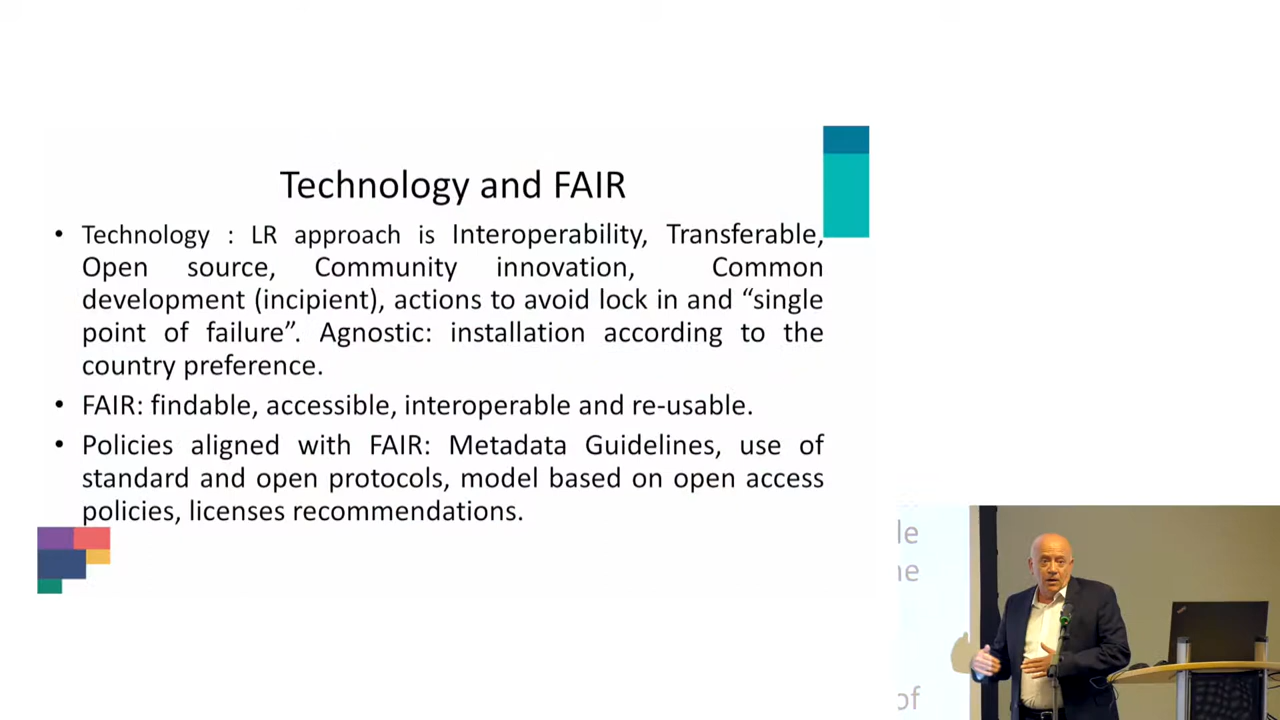 Technology and FAIR
• Technology : LR approach is Interoperability, Transferable,
Open source, Community innovation, Common
development (incipient), actions to avoid lock in and “single
point of failure”. Agnostic: installation according to the
country preference.
• FAIR: findable, accessible, interoperable and re-usable.
• Policies aligned with FAIR: Metadata Guidelines, use of
standard and open protocols, model based on open access
policies, licenses recommendations.
of